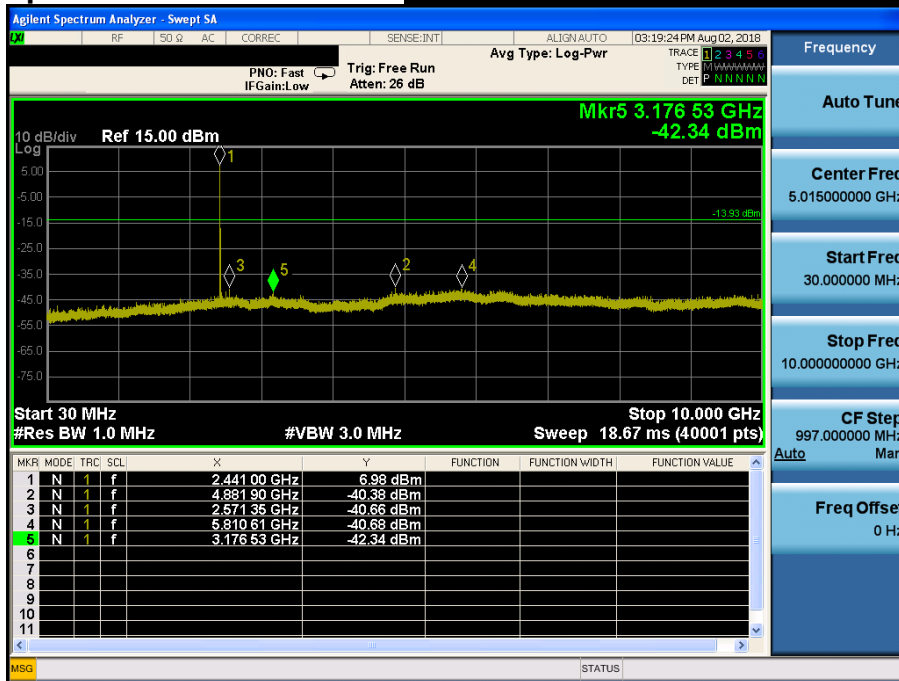 Agilent Spectrum Analyzer - Swept SA
LXI RF 50 Ω AC CORREC SENSE:INT ALIGN AUTO 03:19:24 PM Aug 02, 2018
Frequency
PNO: Fast
IFGain:Low
Trig: Free Run
Atten: 26 dB
Avg Type: Log-Pwr
TRACE 1 2 3 4 5 6
TYPE M W W W W W
DET P N N N N N
Auto Tune
Mkr5 3.176 53 GHz
-42.34 dBm
10 dB/div Ref 15.00 dBm
Log
5.00
-5.00
-15.0
-25.0
-35.0
-45.0
-55.0
-65.0
-75.0
1
-13.93 dBm
3
5
2
4
Start 30 MHz
Stop 10.000 GHz
#Res BW 1.0 MHz
#VBW 3.0 MHz
Sweep 18.67 ms (40001 pts)
Center Freq
5.015000000 GHz
Start Freq
30.000000 MHz
Stop Freq
10.000000000 GHz
CF Step
997.000000 MHz
Auto Man
Freq Offset
0 Hz
MKR MODE TRC SCL X Y FUNCTION FUNCTION WIDTH FUNCTION VALUE
1 N 1 f 2.441 00 GHz 6.98 dBm
2 N 1 f 4.881 90 GHz -40.38 dBm
3 N 1 f 2.571 35 GHz -40.66 dBm
4 N 1 f 5.810 61 GHz -40.68 dBm
5 N 1 f 3.176 53 GHz -42.34 dBm
6
7
8
9
10
11
MSG
STATUS